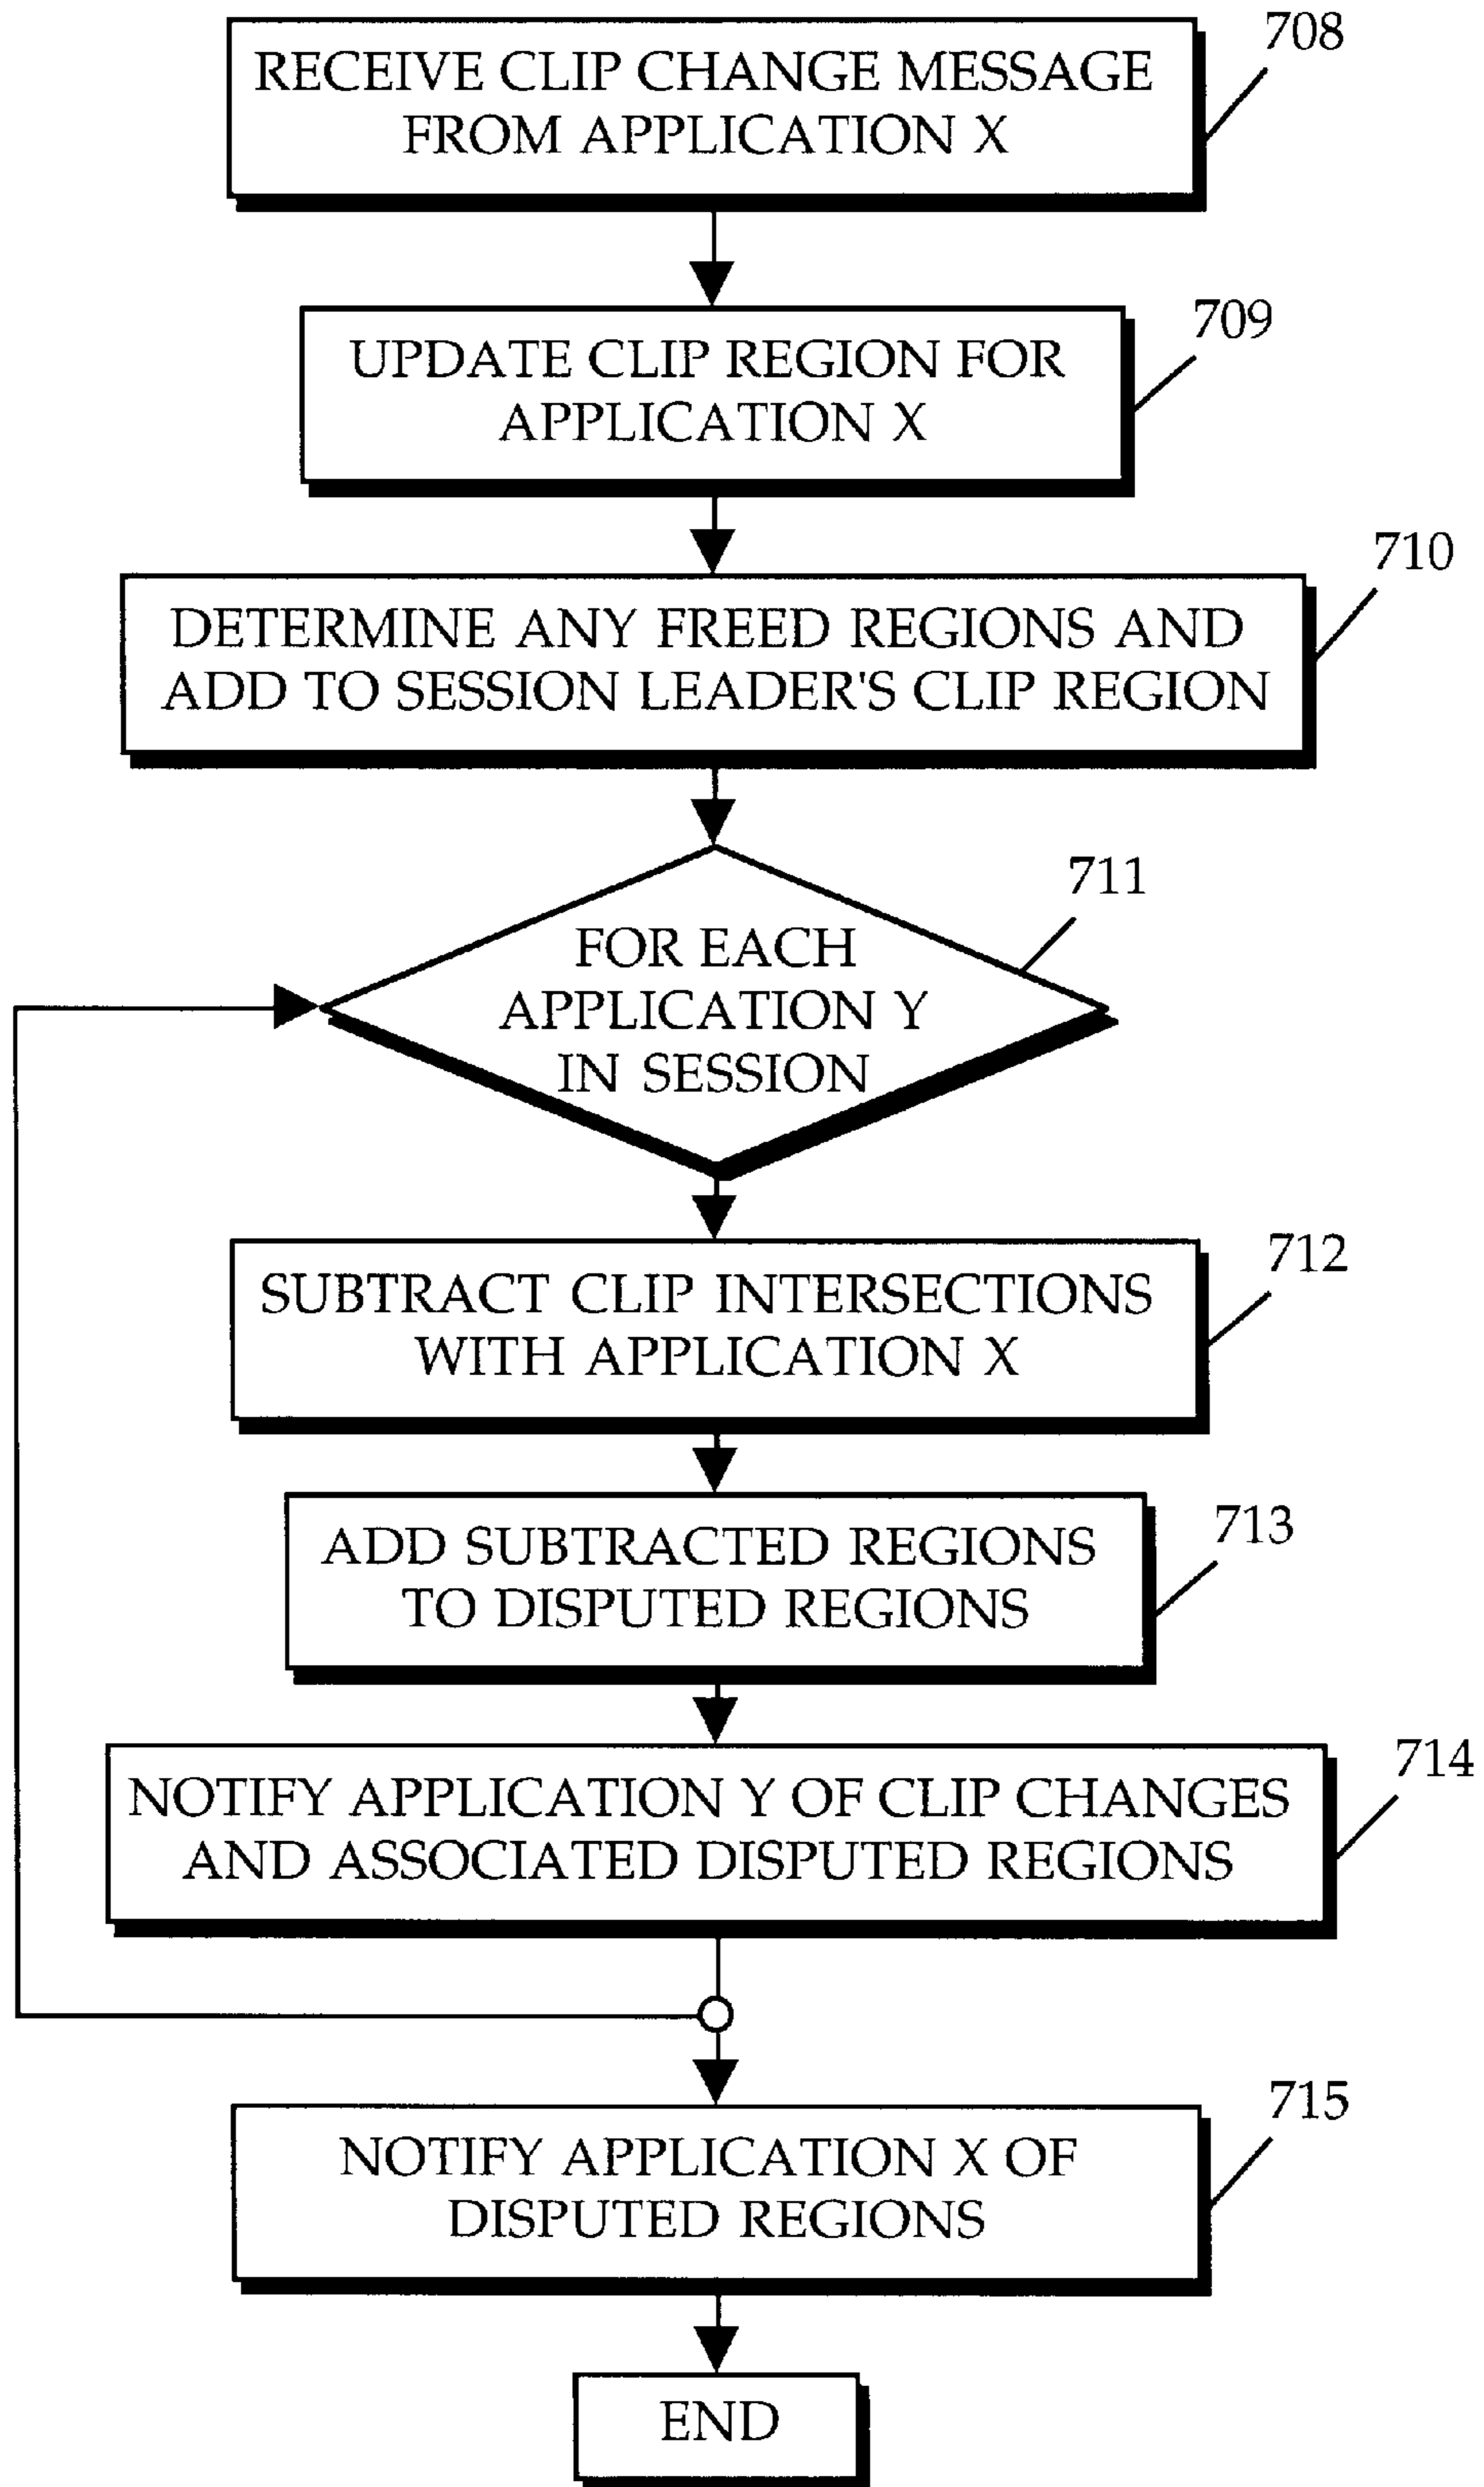 708
RECEIVE CLIP CHANGE MESSAGE
FROM APPLICATION X
709
UPDATE CLIP REGION FOR
APPLICATION X
710
DETERMINE ANY FREED REGIONS AND
ADD TO SESSION LEADER'S CLIP REGION
711
FOR EACH
APPLICATION Y
IN SESSION
712
SUBTRACT CLIP INTERSECTIONS
WITH APPLICATION X
713
ADD SUBTRACTED REGIONS
TO DISPUTED REGIONS
714
NOTIFY APPLICATION Y OF CLIP CHANGES
AND ASSOCIATED DISPUTED REGIONS
715
NOTIFY APPLICATION X OF
DISPUTED REGIONS
END